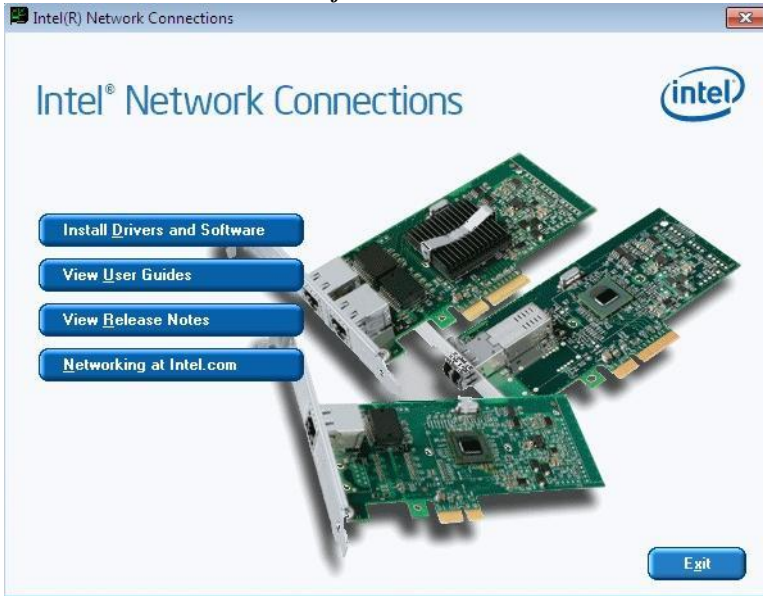 Intel(R) Network Connections
Intel® Network Connections
intel
Install Drivers and Software
View User Guides
View Release Notes
Networking at Intel.com
Exit